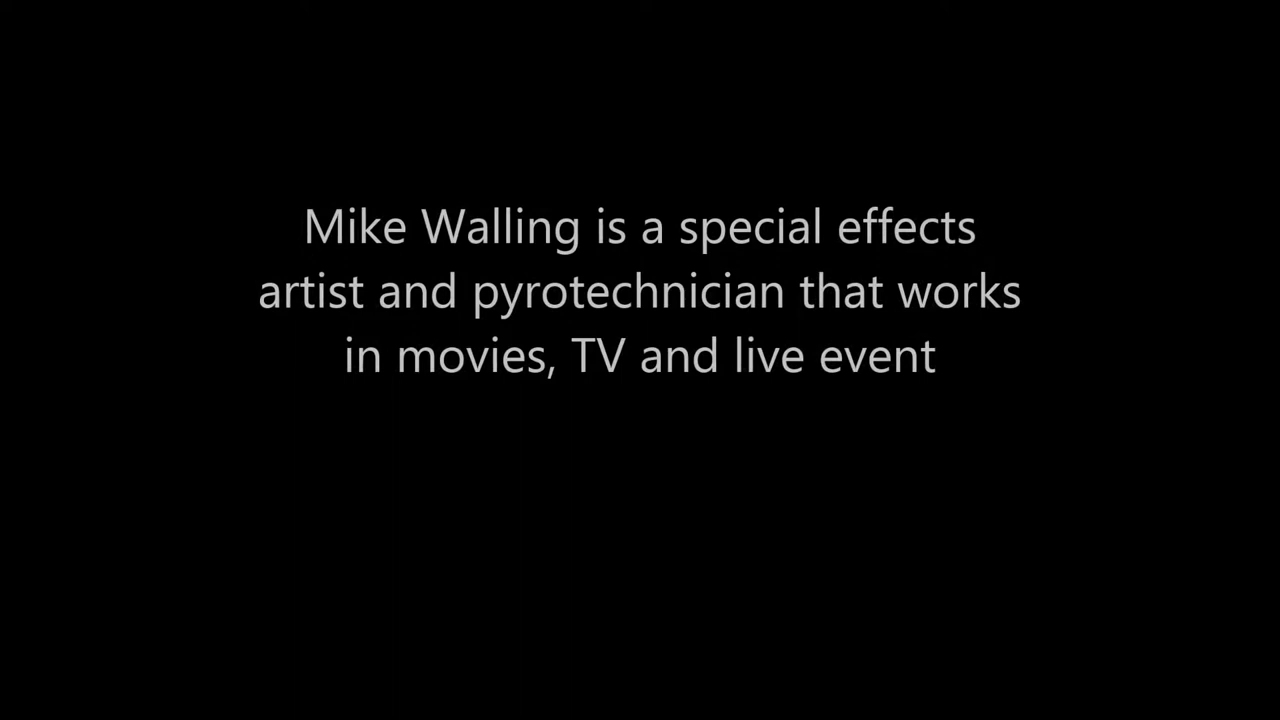 Mike Walling is a special effects
artist and pyrotechnician that works
in movies, TV and live event